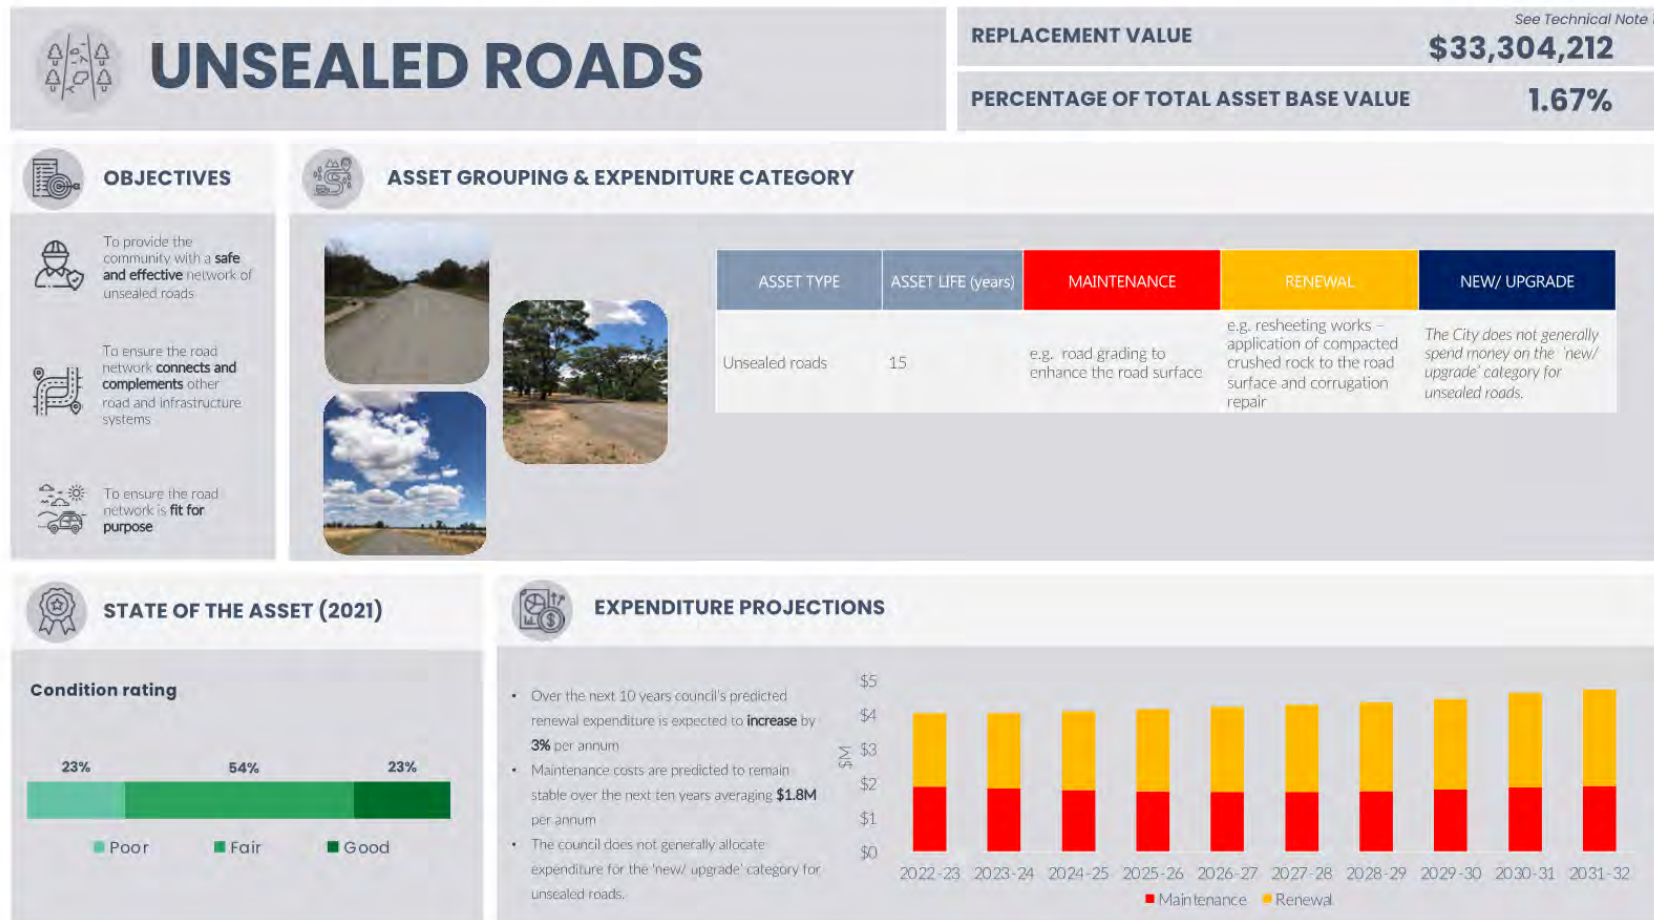 UNSEALED ROADS
See Technical Note
REPLACEMENT VALUE
$33,304,212
PERCENTAGE OF TOTAL ASSET BASE VALUE
1.67%
OBJECTIVES
To provide the
community with a safe
and effective network of
unsealed roads
To ensure the road
network connects and
complements other
road and infrastructure
systems
To ensure the road
network is fit for
purpose
ASSET GROUPING & EXPENDITURE CATEGORY
ASSET TYPE
ASSET LIFE (years)
MAINTENANCE
RENEWAL
NEW/ UPGRADE
Unsealed roads
15
e.g. road grading to
enhance the road surface
e.g. resheeting works –
application of compacted
crushed rock to the road
surface and corrugation
repair
The City does not generally
spend money on the 'new/
upgrade' category for
unsealed roads.
STATE OF THE ASSET (2021)
Condition rating
23%
54%
23%
Poor
Fair
Good
EXPENDITURE PROJECTIONS
• Over the next 10 years council's predicted
renewal expenditure is expected to increase by
3% per annum
• Maintenance costs are predicted to remain
stable over the next ten years averaging $1.8M
per annum
• The council does not generally allocate
expenditure for the 'new/ upgrade' category for
unsealed roads.
$M
$5
$4
$3
$2
$1
$0
2022-23 2023-24 2024-25 2025-26 2026-27 2027-28 2028-29 2029-30 2030-31 2031-32
Maintenance Renewal